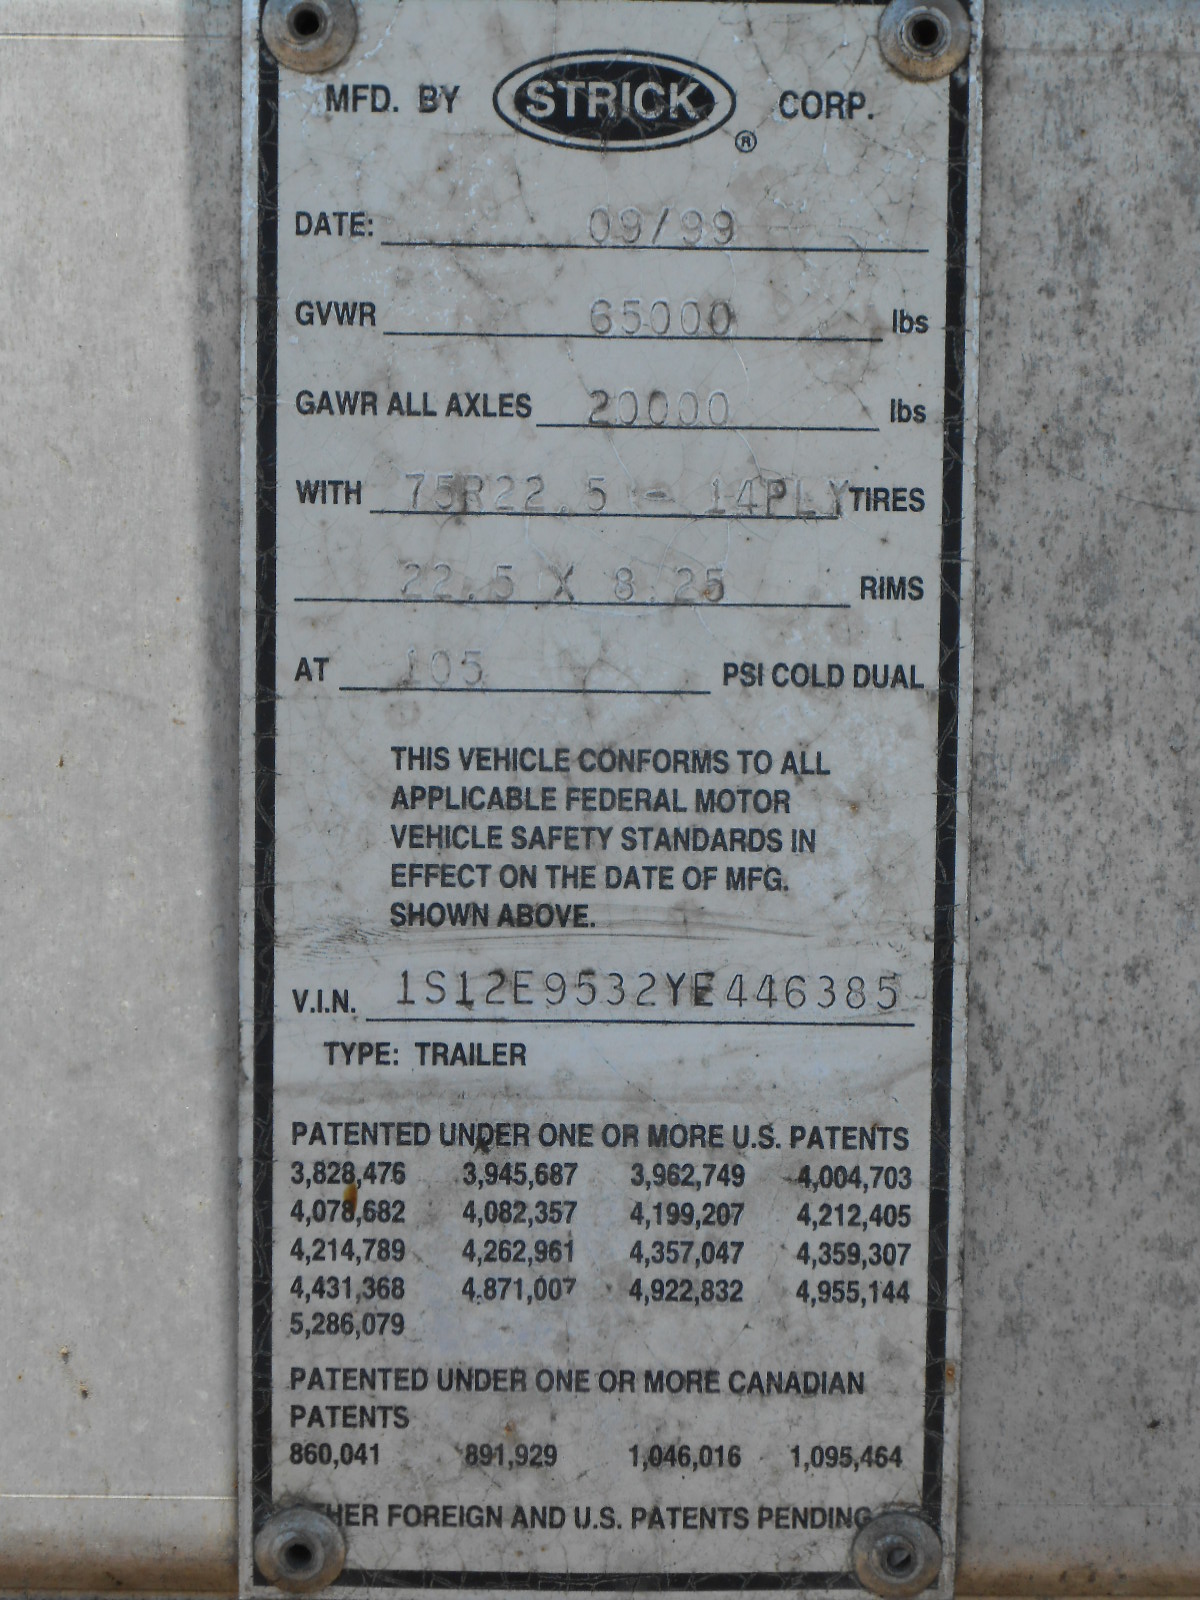 MFD. BY STRICK ® CORP.
DATE: 09/99
GVWR 65000 lbs
GAWR ALL AXLES 20000 lbs
WITH 75R22.5 - 14PLY TIRES
22.5 X 8.25 RIMS
AT 105 PSI COLD DUAL
THIS VEHICLE CONFORMS TO ALL
APPLICABLE FEDERAL MOTOR
VEHICLE SAFETY STANDARDS IN
EFFECT ON THE DATE OF MFG.
SHOWN ABOVE.
V.I.N. 1S12E9532YE446385
TYPE: TRAILER
PATENTED UNDER ONE OR MORE U.S. PATENTS
3,828,476 3,945,687 3,962,749 4,004,703
4,078,682 4,082,357 4,199,207 4,212,405
4,214,789 4,262,961 4,357,047 4,359,307
4,431,368 4,871,007 4,922,832 4,955,144
5,286,079
PATENTED UNDER ONE OR MORE CANADIAN
PATENTS
860,041 891,929 1,046,016 1,095,464
OTHER FOREIGN AND U.S. PATENTS PENDING